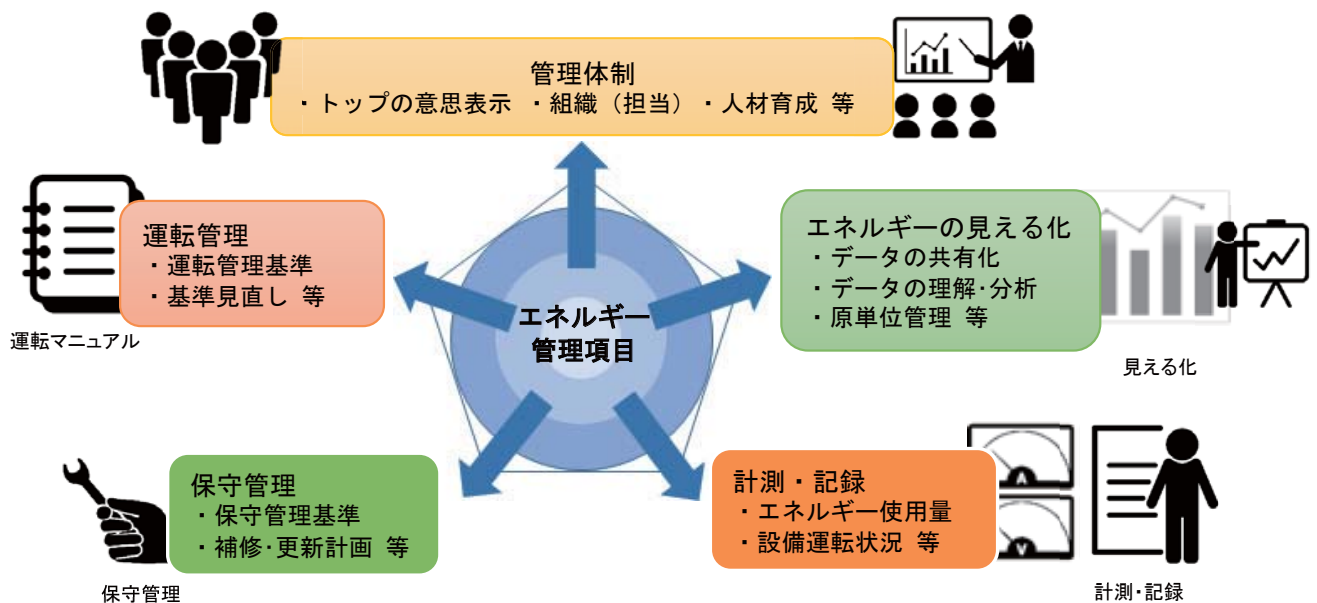 管理体制
・トップの意思表示 ・組織（担当）・人材育成 等
運転管理
・運転管理基準
・基準見直し 等
運転マニュアル
エネルギーの見える化
・データの共有化
・データの理解･分析
・原単位管理 等
見える化
エネルギー
管理項目
保守管理
・保守管理基準
・補修･更新計画 等
保守管理
計測・記録
・エネルギー使用量
・設備運転状況 等
A
V
計測･記録